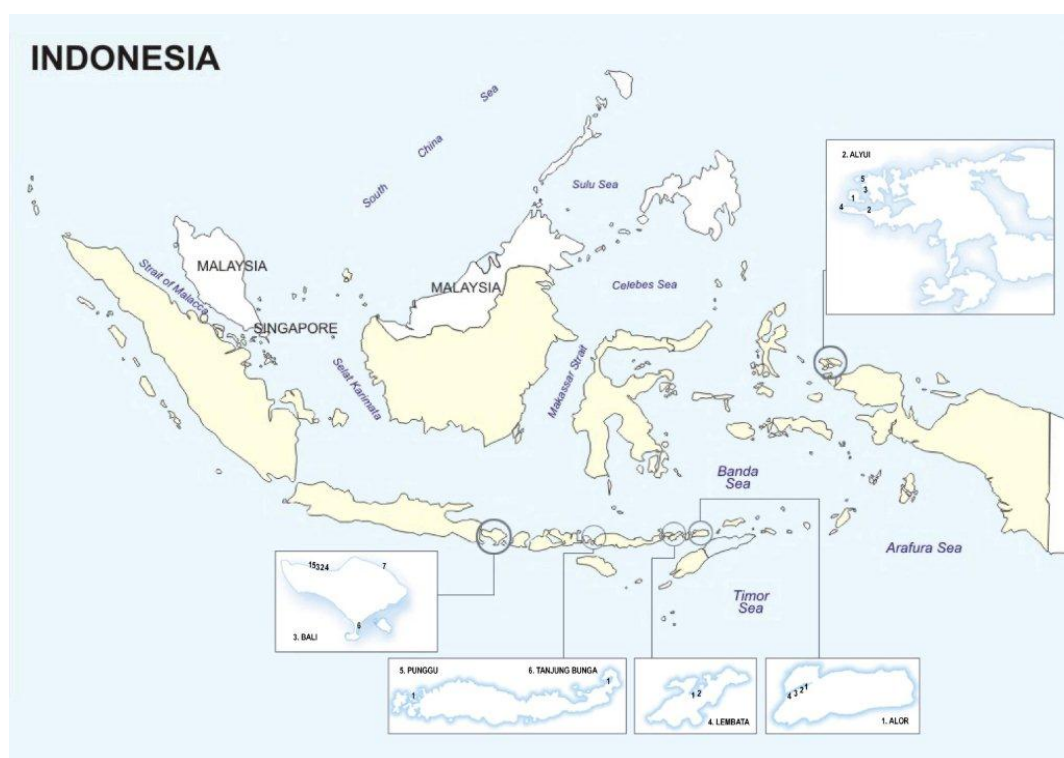 INDONESIA
South China Sea
Sulu Sea
2. ALYUI
5
3
1
4
2
MALAYSIA
Strait of Malacca
MALAYSIA
Celebes Sea
SINGAPORE
Selat Karimata
Makassar Strait
Banda
Sea
Arafura Sea
15324
7
6
3. BALI
Timor
Sea
5. PUNGGU
6. TANJUNG BUNGA
1
1
1 2
4. LEMBATA
4 3 2 1
1. ALOR